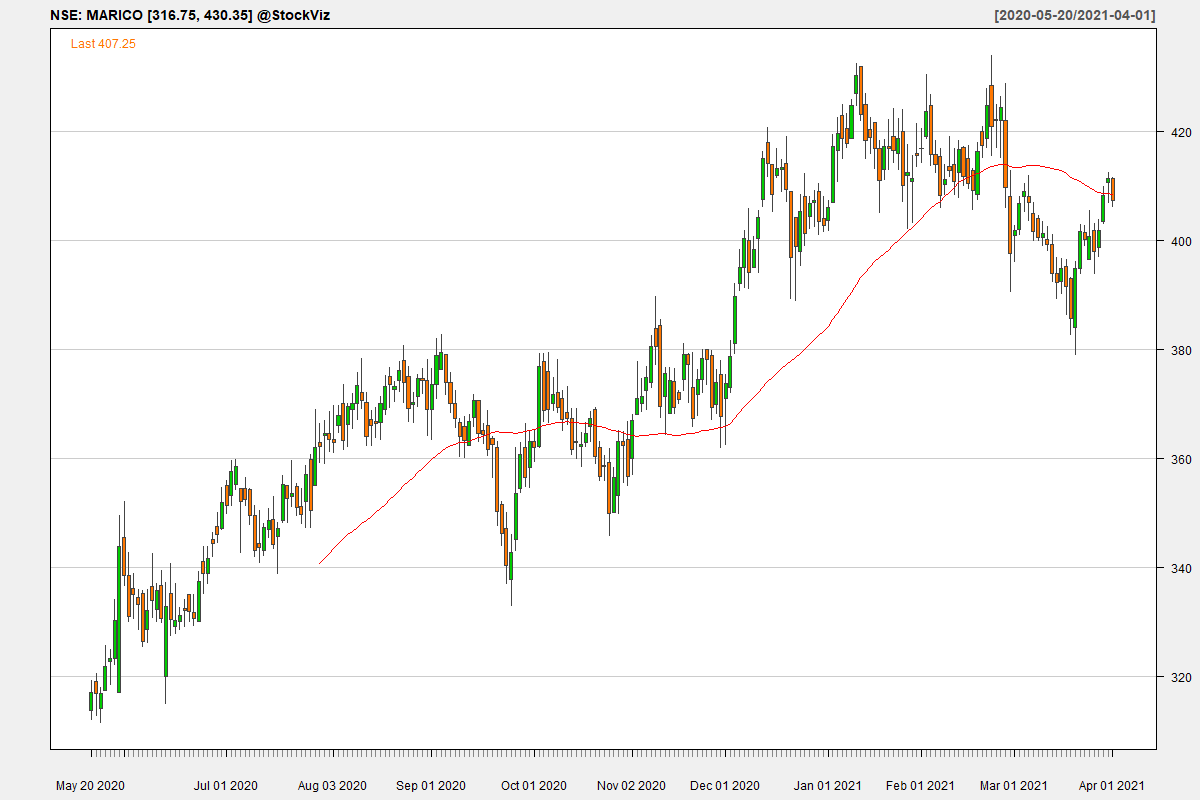 NSE: MARICO [316.75, 430.35] @StockViz
[2020-05-20/2021-04-01]
Last 407.25
420
400
380
360
340
320
May 20 2020
Jul 01 2020
Aug 03 2020
Sep 01 2020
Oct 01 2020
Nov 02 2020
Dec 01 2020
Jan 01 2021
Feb 01 2021
Mar 01 2021
Apr 01 2021